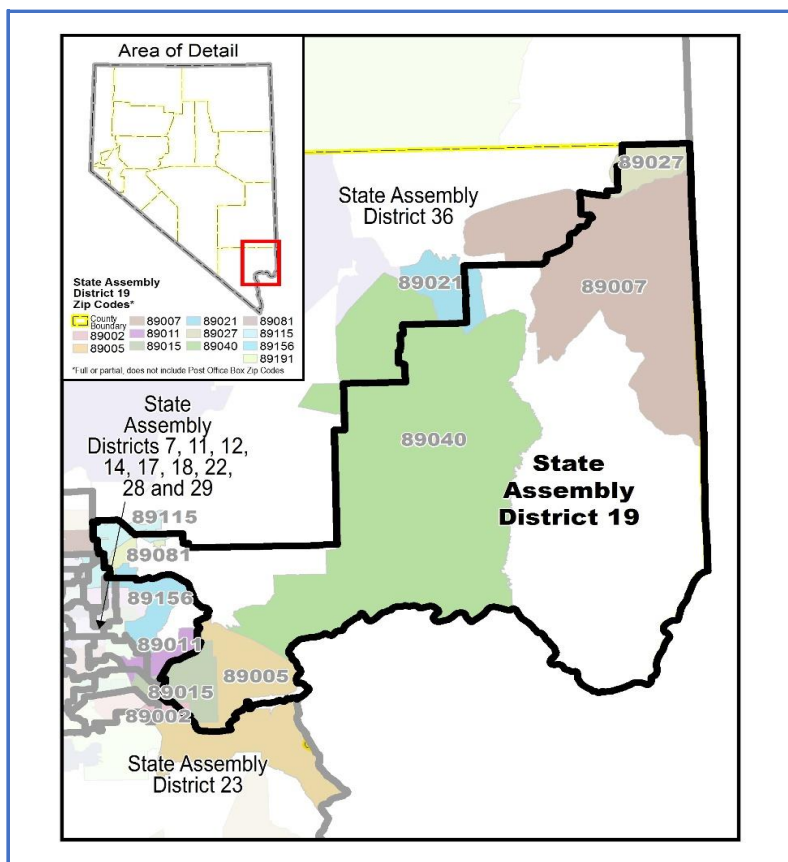 Area of Detail
State Assembly
District 19
Zip Codes*
County
Boundary
89002
89005
89007
89011
89015
89021
89027
89040
89081
89115
89156
89191
*Full or partial, does not include Post Office Box Zip Codes
89027
State Assembly
District 36
89021
89007
State
Assembly
Districts 7, 11, 12,
14, 17, 18, 22,
28 and 29
89040
State
Assembly
District 19
89115
89081
89156
89011
89005
89015
89002
State Assembly
District 23